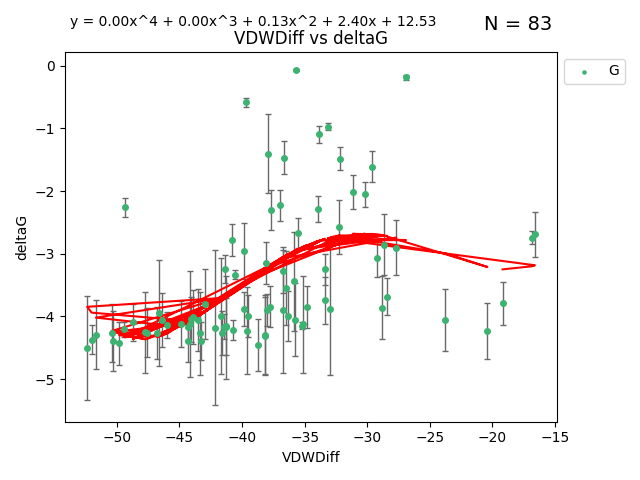 y = 0.00x^4 + 0.00x^3 + 0.13x^2 + 2.40x + 12.53
N = 83
VDWDiff vs deltaG
G
0
−1
−2
−3
−4
−5
deltaG
−50 −45 −40 −35 −30 −25 −20 −15
VDWDiff